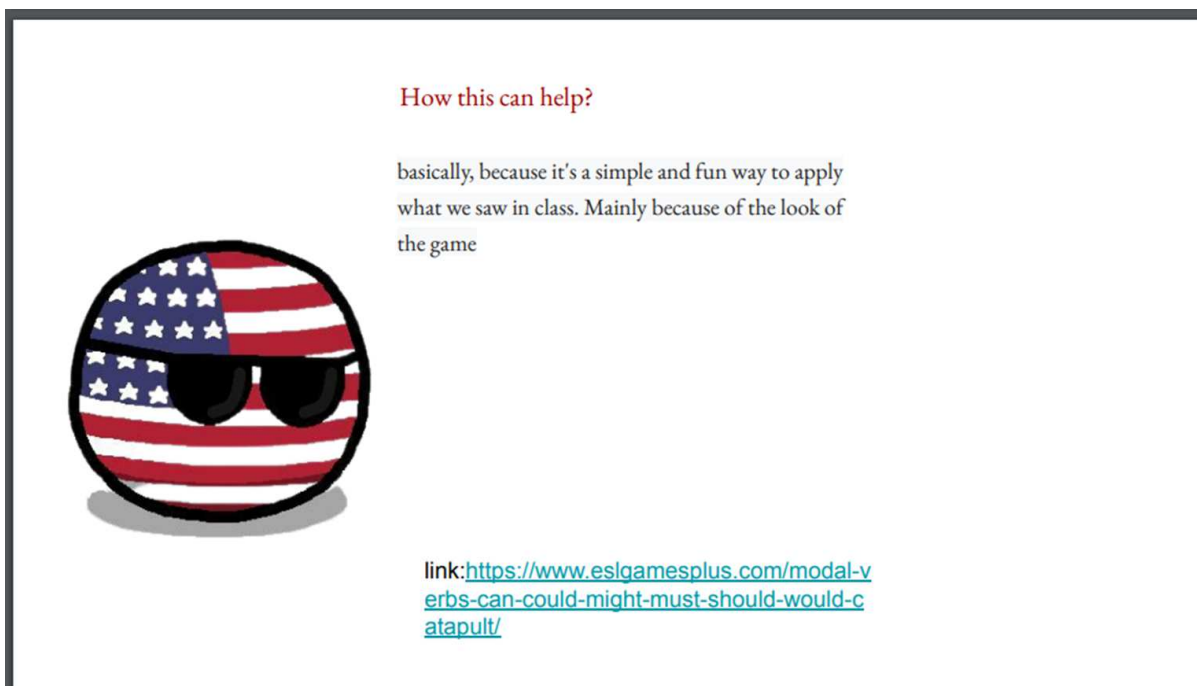 How this can help?
basically, because it's a simple and fun way to apply
what we saw in class. Mainly because of the look of
the game
link:https://www.eslgamesplus.com/modal-v
erbs-can-could-might-must-should-would-c
atapult/